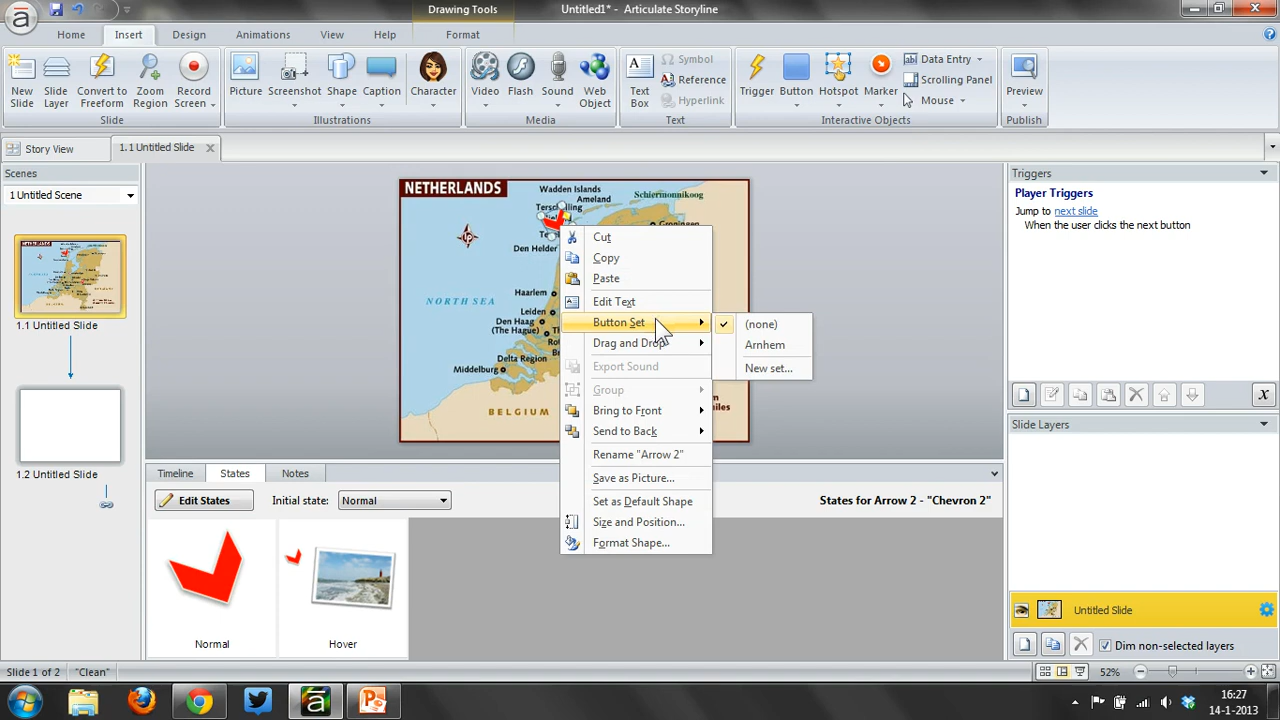 Drawing Tools
Untitled1* - Articulate Storyline
Home
Insert
Design
Animations
View
Help
Format
New Slide
Slide Layer
Convert to Freeform
Zoom Region
Record Screen
Picture
Screenshot
Shape
Caption
Character
Video
Flash
Sound
Web Object
Text Box
Symbol
Reference
Hyperlink
Trigger
Button
Hotspot
Marker
Data Entry
Scrolling Panel
Mouse
Preview
Slide
Illustrations
Media
Text
Interactive Objects
Publish
Story View
1.1 Untitled Slide
Scenes
1 Untitled Scene
1.1 Untitled Slide
1.2 Untitled Slide
NETHERLANDS
Wadden Islands
Ameland
Schiermonnikoog
Den Helder
NORTH SEA
Haarlem
Leiden
Den Haag
(The Hague)
Delta Region
Middelburg
BELGIUM
Cut
Copy
Paste
Edit Text
Button Set
Drag and Drop
Export Sound
Group
Bring to Front
Send to Back
Rename "Arrow 2"
Save as Picture...
Set as Default Shape
Size and Position...
Format Shape...
(none)
Arnhem
New set...
Triggers
Player Triggers
Jump to next slide
When the user clicks the next button
x
Slide Layers
Untitled Slide
Dim non-selected layers
Timeline
States
Notes
Edit States
Initial state:
Normal
States for Arrow 2 - "Chevron 2"
Normal
Hover
Slide 1 of 2
"Clean"
52%
16:27
14-1-2013